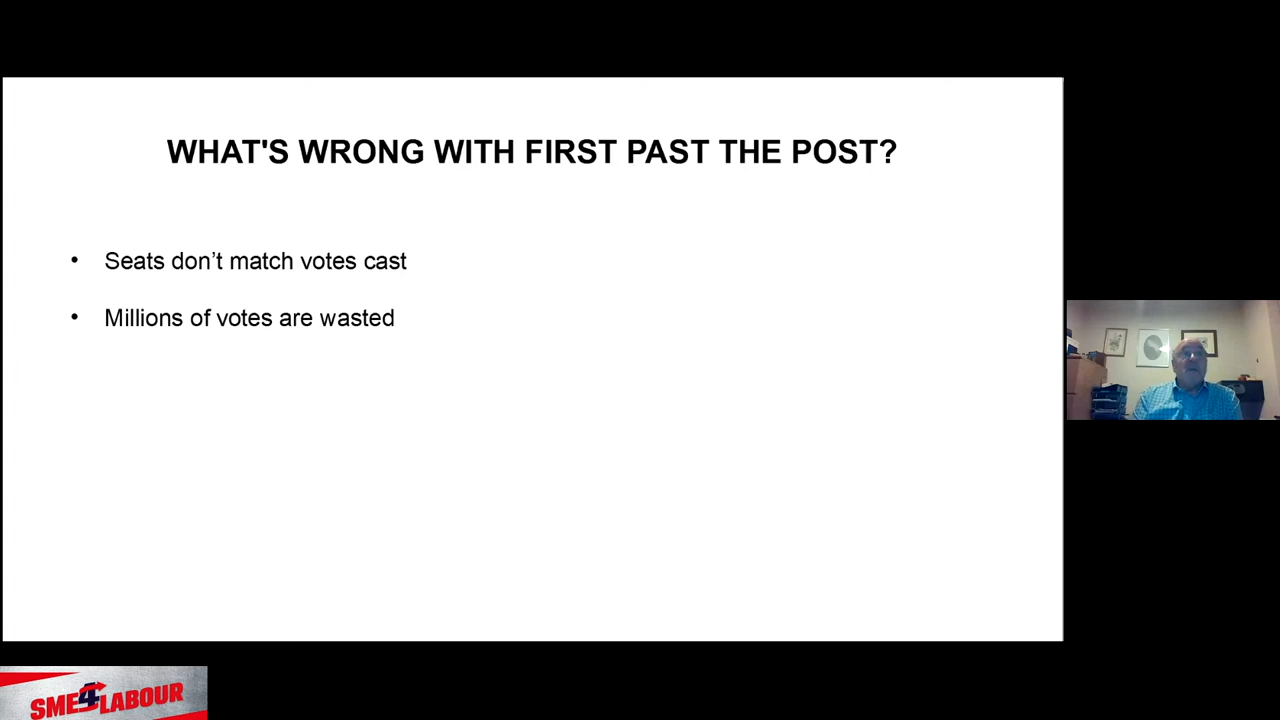 WHAT'S WRONG WITH FIRST PAST THE POST?
• Seats don’t match votes cast
• Millions of votes are wasted
SME4LABOUR